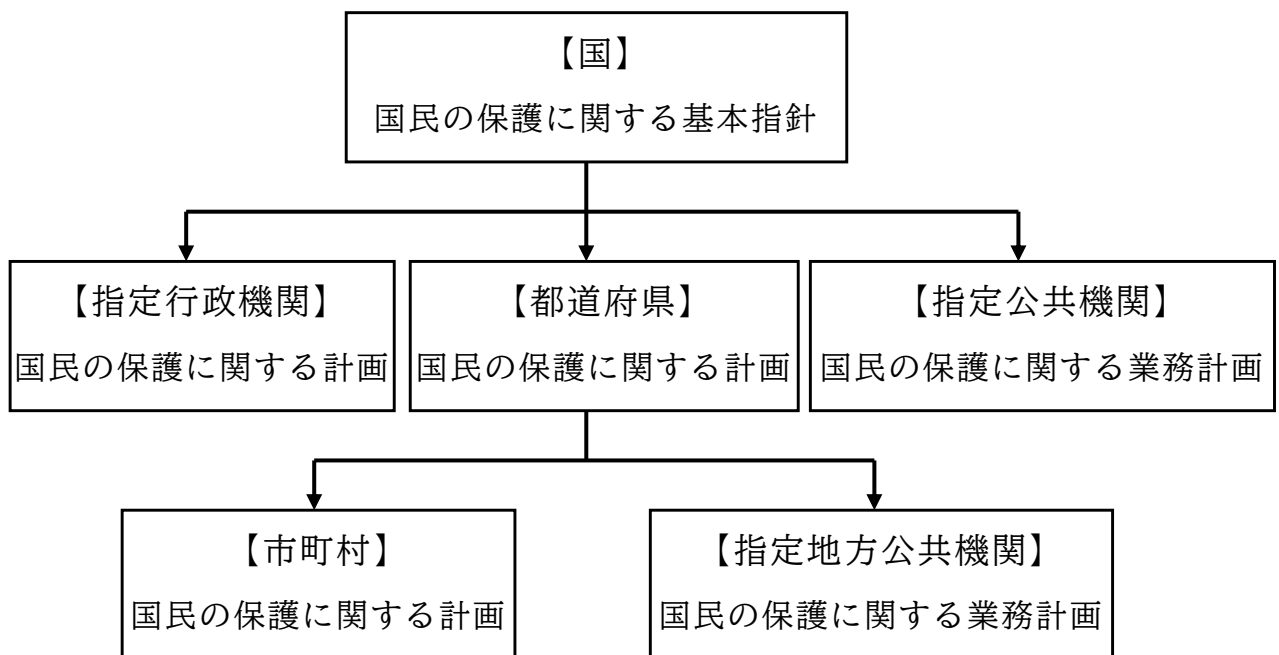 【国】
国民の保護に関する基本指針
【指定行政機関】
国民の保護に関する計画
【都道府県】
国民の保護に関する計画
【指定公共機関】
国民の保護に関する業務計画
【市町村】
国民の保護に関する計画
【指定地方公共機関】
国民の保護に関する業務計画